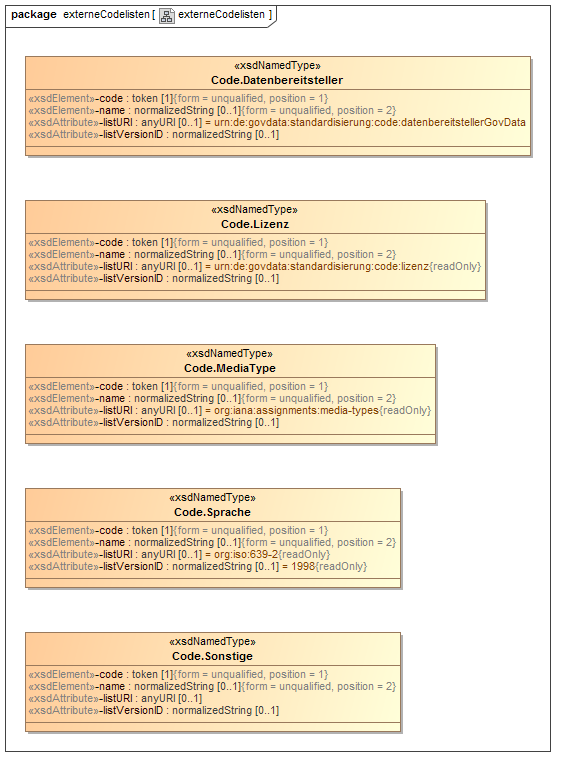 package externeCodelisten [ externeCodelisten ]
«xsdNamedType»
Code.Datenbereitsteller
«xsdElement»-code : token [1]{form = unqualified, position = 1}
«xsdElement»-name : normalizedString [0..1]{form = unqualified, position = 2}
«xsdAttribute»-listURI : anyURI [0..1] = urn:de:govdata:standardisierung:code:datenbereitstellerGovData
«xsdAttribute»-listVersionID : normalizedString [0..1]
«xsdNamedType»
Code.Lizenz
«xsdElement»-code : token [1]{form = unqualified, position = 1}
«xsdElement»-name : normalizedString [0..1]{form = unqualified, position = 2}
«xsdAttribute»-listURI : anyURI [0..1] = urn:de:govdata:standardisierung:code:lizenz{readOnly}
«xsdAttribute»-listVersionID : normalizedString [0..1]
«xsdNamedType»
Code.MediaType
«xsdElement»-code : token [1]{form = unqualified, position = 1}
«xsdElement»-name : normalizedString [0..1]{form = unqualified, position = 2}
«xsdAttribute»-listURI : anyURI [0..1] = org:iana:assignments:media-types{readOnly}
«xsdAttribute»-listVersionID : normalizedString [0..1]
«xsdNamedType»
Code.Sprache
«xsdElement»-code : token [1]{form = unqualified, position = 1}
«xsdElement»-name : normalizedString [0..1]{form = unqualified, position = 2}
«xsdAttribute»-listURI : anyURI [0..1] = org:iso:639-2{readOnly}
«xsdAttribute»-listVersionID : normalizedString [0..1] = 1998{readOnly}
«xsdNamedType»
Code.Sonstige
«xsdElement»-code : token [1]{form = unqualified, position = 1}
«xsdElement»-name : normalizedString [0..1]{form = unqualified, position = 2}
«xsdAttribute»-listURI : anyURI [0..1]
«xsdAttribute»-listVersionID : normalizedString [0..1]